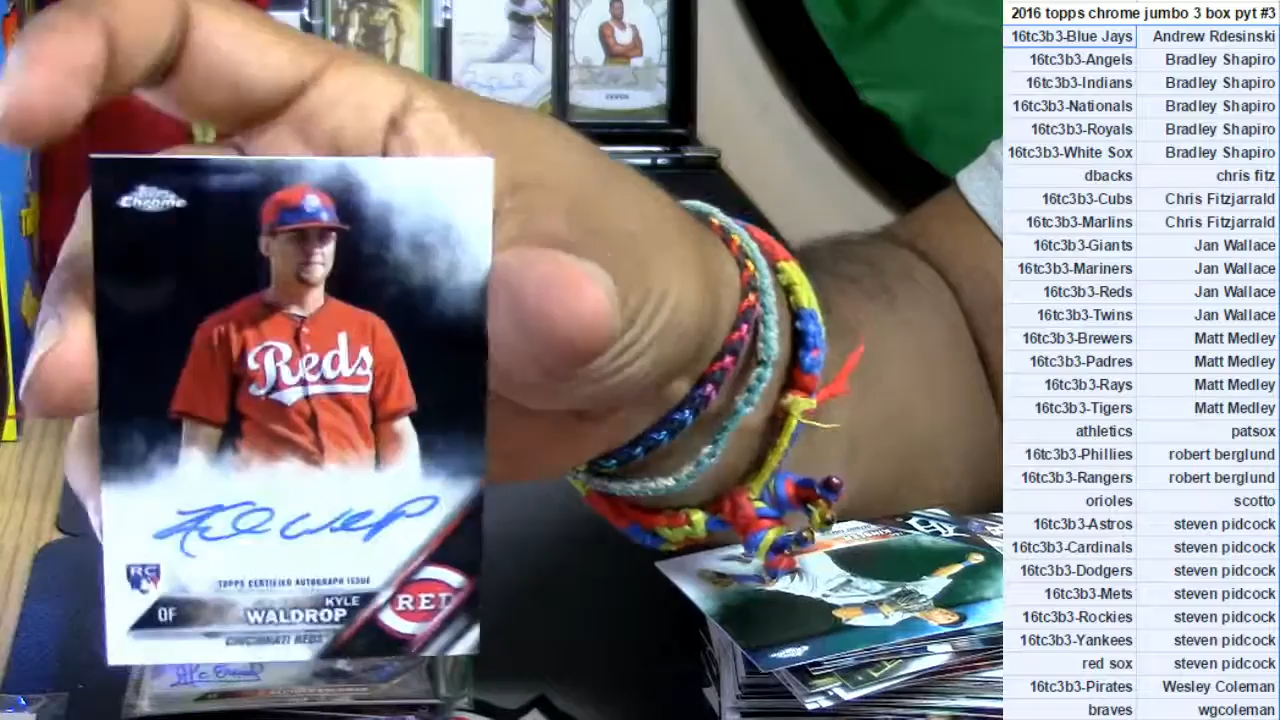 Topps
Chrome
Reds
RC
TOPPS CERTIFIED AUTOGRAPH ISSUE
KYLE
OF WALDROP
CINCINNATI REDS
RED
2016 topps chrome jumbo 3 box pyt #3
16tc3b3-Blue Jays Andrew Rdesinski
16tc3b3-Angels Bradley Shapiro
16tc3b3-Indians Bradley Shapiro
16tc3b3-Nationals Bradley Shapiro
16tc3b3-Royals Bradley Shapiro
16tc3b3-White Sox Bradley Shapiro
dbacks chris fitz
16tc3b3-Cubs Chris Fitzjarrald
16tc3b3-Marlins Chris Fitzjarrald
16tc3b3-Giants Jan Wallace
16tc3b3-Mariners Jan Wallace
16tc3b3-Reds Jan Wallace
16tc3b3-Twins Jan Wallace
16tc3b3-Brewers Matt Medley
16tc3b3-Padres Matt Medley
16tc3b3-Rays Matt Medley
16tc3b3-Tigers Matt Medley
athletics patsox
16tc3b3-Phillies robert berglund
16tc3b3-Rangers robert berglund
orioles scotto
16tc3b3-Astros steven pidcock
16tc3b3-Cardinals steven pidcock
16tc3b3-Dodgers steven pidcock
16tc3b3-Mets steven pidcock
16tc3b3-Rockies steven pidcock
16tc3b3-Yankees steven pidcock
red sox steven pidcock
16tc3b3-Pirates Wesley Coleman
braves wgcoleman